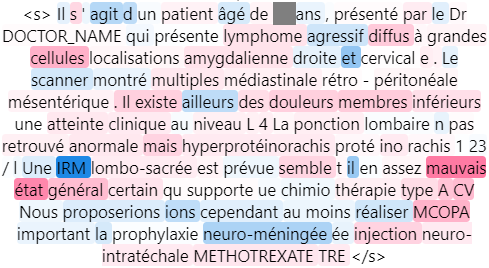 <s> Il s ' agit d un patient âgé de ans , présenté par le Dr
DOCTOR_NAME qui présente lymphome agressif diffus à grandes
cellules localisations amygdalienne droite et cervical e . Le
scanner montré multiples médiastinale rétro - péritonéale
mésentérique . Il existe ailleurs des douleurs membres inférieurs
une atteinte clinique au niveau L 4 La ponction lombaire n pas
retrouvé anormale mais hyperprotéinorachis proté ino rachis 1 23
/ l Une IRM lombo-sacrée est prévue semble t il en assez mauvais
état général certain qu supporte ue chimio thérapie type A CV
Nous proposerions ions cependant au moins réaliser MCOPA
important la prophylaxie neuro-méningée ée injection neuro-
intratéchale METHOTREXATE TRE </s>